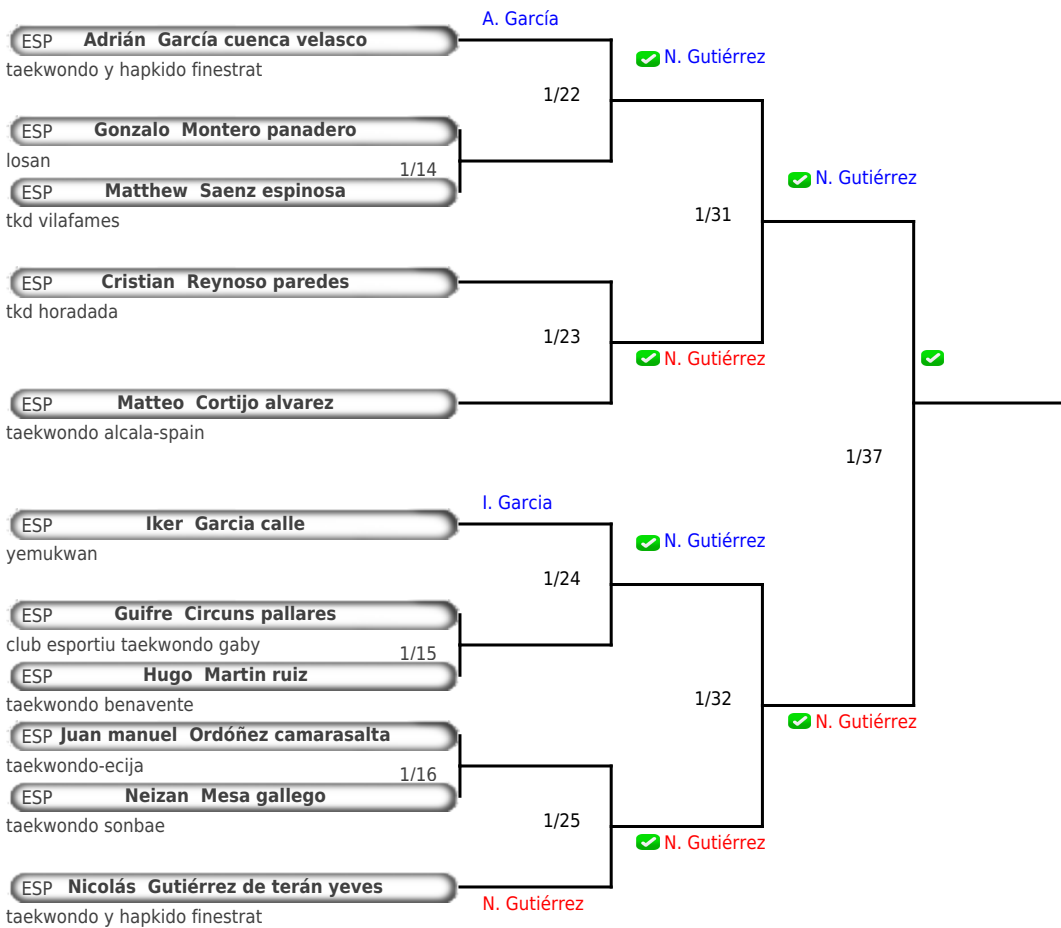 A. García
ESP Adrián García cuenca velasco
taekwondo y hapkido finestrat
N. Gutiérrez
1/22
ESP Gonzalo Montero panadero
losan
1/14
ESP Matthew Saenz espinosa
tkd vilafames
N. Gutiérrez
1/31
ESP Cristian Reynoso paredes
tkd horadada
1/23
N. Gutiérrez
ESP Matteo Cortijo alvarez
taekwondo alcala-spain
1/37
I. Garcia
ESP Iker Garcia calle
yemukwan
N. Gutiérrez
1/24
ESP Guifre Circuns pallares
club esportiu taekwondo gaby
1/15
ESP Hugo Martin ruiz
taekwondo benavente
1/32
N. Gutiérrez
ESP Juan manuel Ordóñez camarasalta
taekwondo-ecija
1/16
ESP Neizan Mesa gallego
taekwondo sonbae
1/25
N. Gutiérrez
ESP Nicolás Gutiérrez de terán yeves
N. Gutiérrez
taekwondo y hapkido finestrat